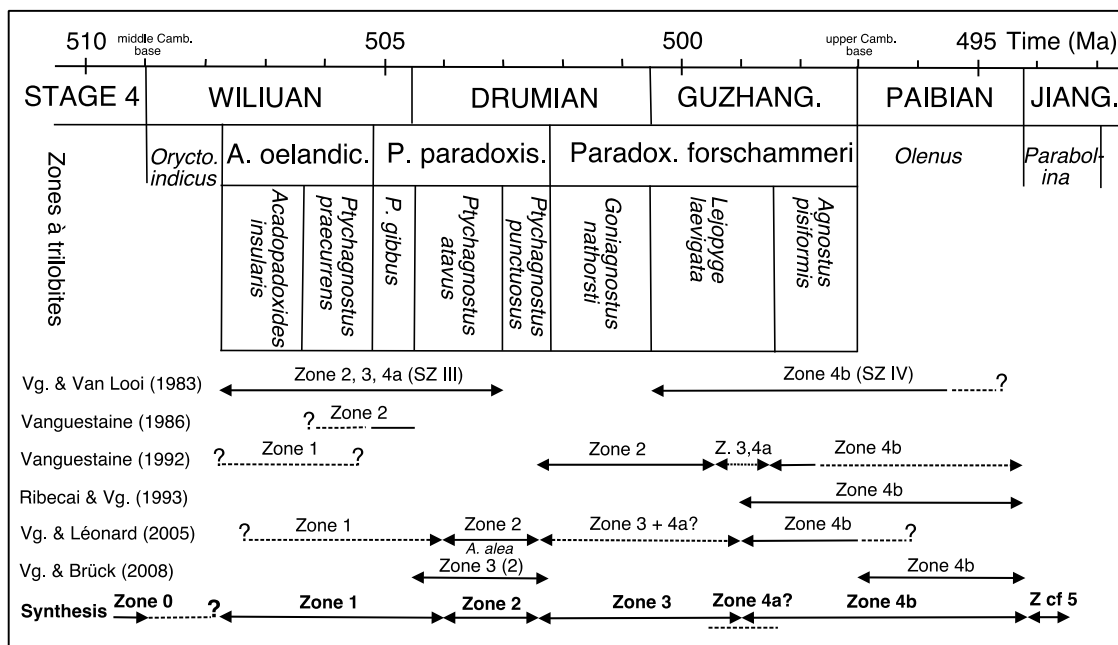 510 middle Camb. base 505 500 upper Camb. base 495 Time (Ma)
STAGE 4 WILIUAN DRUMIAN GUZHANG. PAIBIAN JIANG.
Zones à trilobites
Orycto. indicus
A. oelandic. P. paradoxis. Paradox. forschammeri
Olenus
Parabol-
ina
Acadopadoxides
insularis
Ptychagnostus
praecurrens
P. gibbus
Ptychagnostus
atavus
Ptychagnostus
punctuosus
Goniagnostus
nathorsti
Lejopyge
laevigata
Agnostus
pisiformis
Vg. & Van Looi (1983) Zone 2, 3, 4a (SZ III) Zone 4b (SZ IV) ?
Vanguestaine (1986) ? Zone 2
Vanguestaine (1992) ? Zone 1 ? Zone 2 Z. 3,4a Zone 4b
Ribecai & Vg. (1993) Zone 4b
Vg. & Léonard (2005) ? Zone 1 Zone 2 Zone 3 + 4a? Zone 4b ?
A. alea
Vg. & Brück (2008) Zone 3 (2) Zone 4b
Synthesis Zone 0 ? Zone 1 Zone 2 Zone 3 Zone 4a? Zone 4b Z cf 5